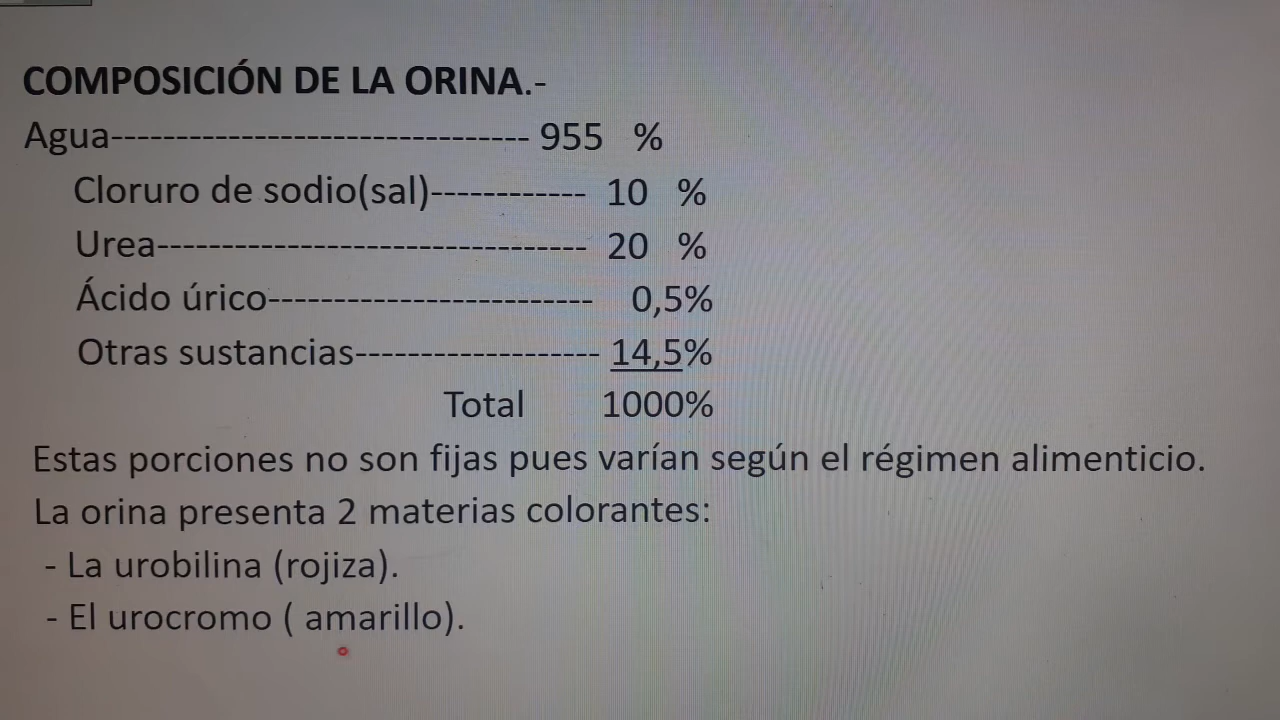 COMPOSICIÓN DE LA ORINA.-
Agua-------------------------------- 955 %
Cloruro de sodio(sal)------------ 10 %
Urea--------------------------------- 20 %
Ácido úrico------------------------- 0,5%
Otras sustancias------------------- 14,5%
Total 1000%
Estas porciones no son fijas pues varían según el régimen alimenticio.
La orina presenta 2 materias colorantes:
- La urobilina (rojiza).
- El urocromo ( amarillo).